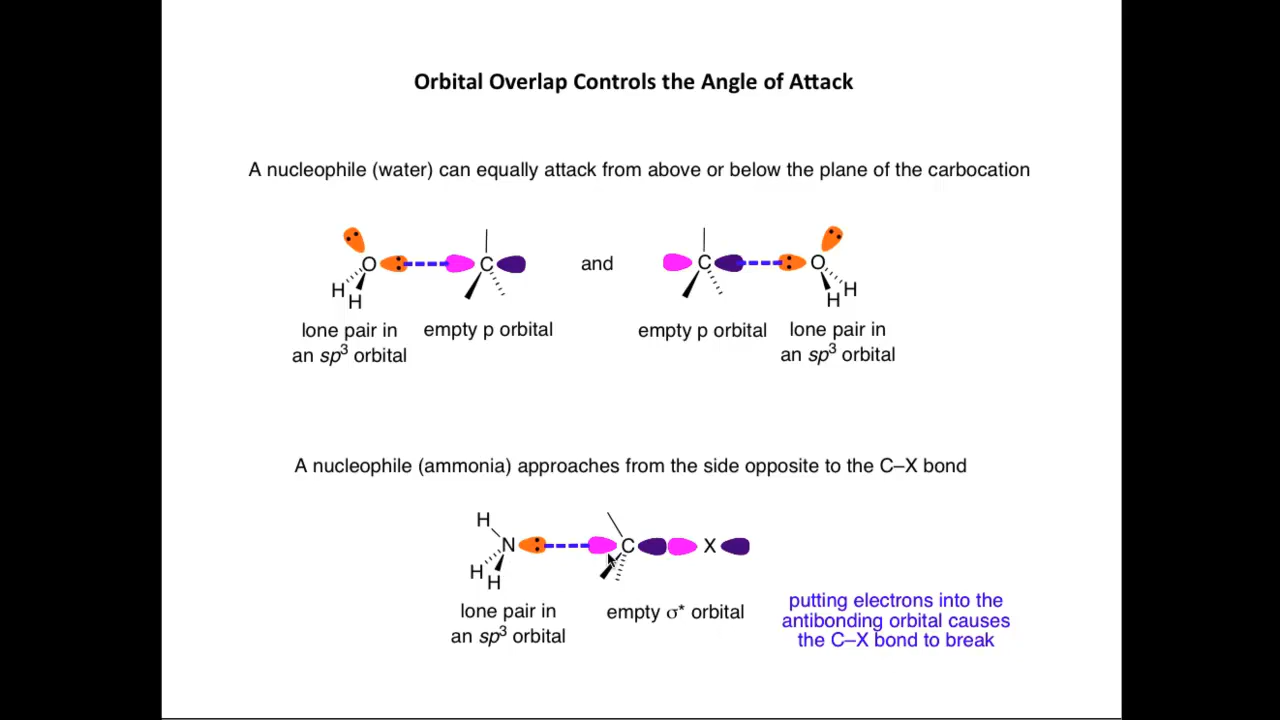 Orbital Overlap Controls the Angle of Attack
A nucleophile (water) can equally attack from above or below the plane of the carbocation
O C and C O
H H H H
lone pair in empty p orbital empty p orbital lone pair in
an sp³ orbital an sp³ orbital
A nucleophile (ammonia) approaches from the side opposite to the C–X bond
H
N C X
H H
lone pair in empty σ* orbital
an sp³ orbital
putting electrons into the
antibonding orbital causes
the C–X bond to break